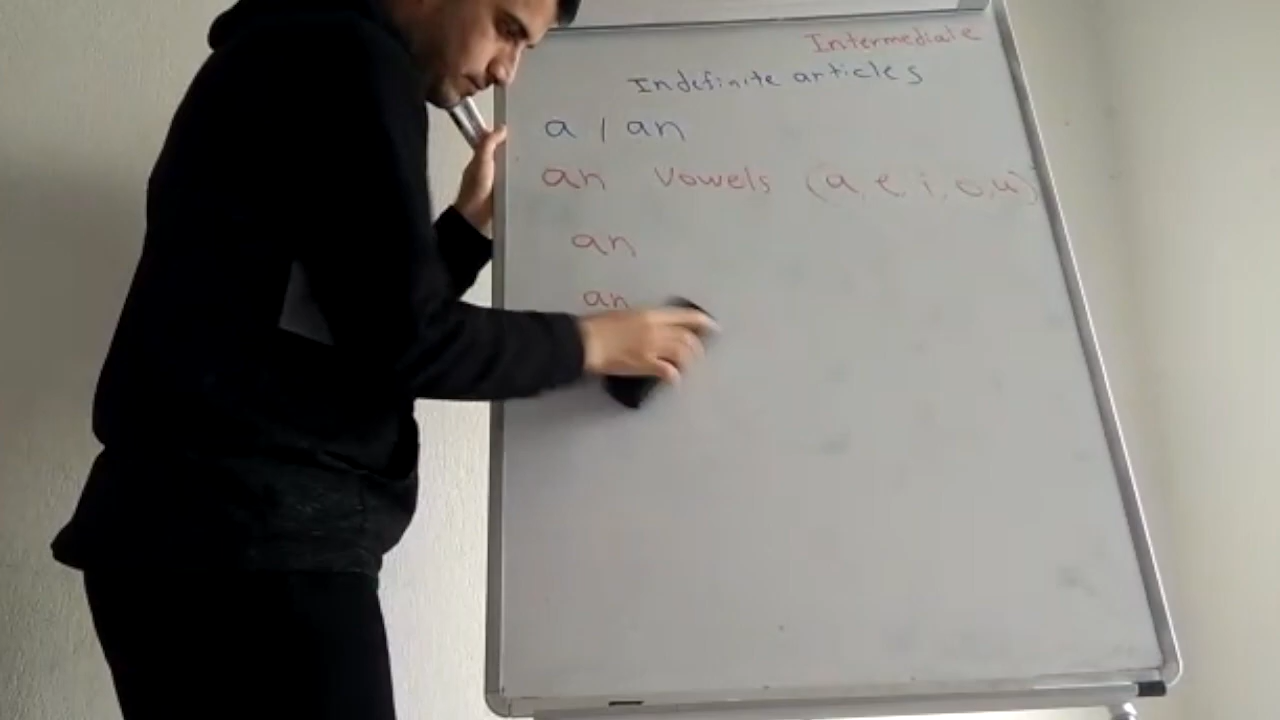 Intermediate
Indefinite articles
a / an
an vowels (a, e, i, o, u)
an
an